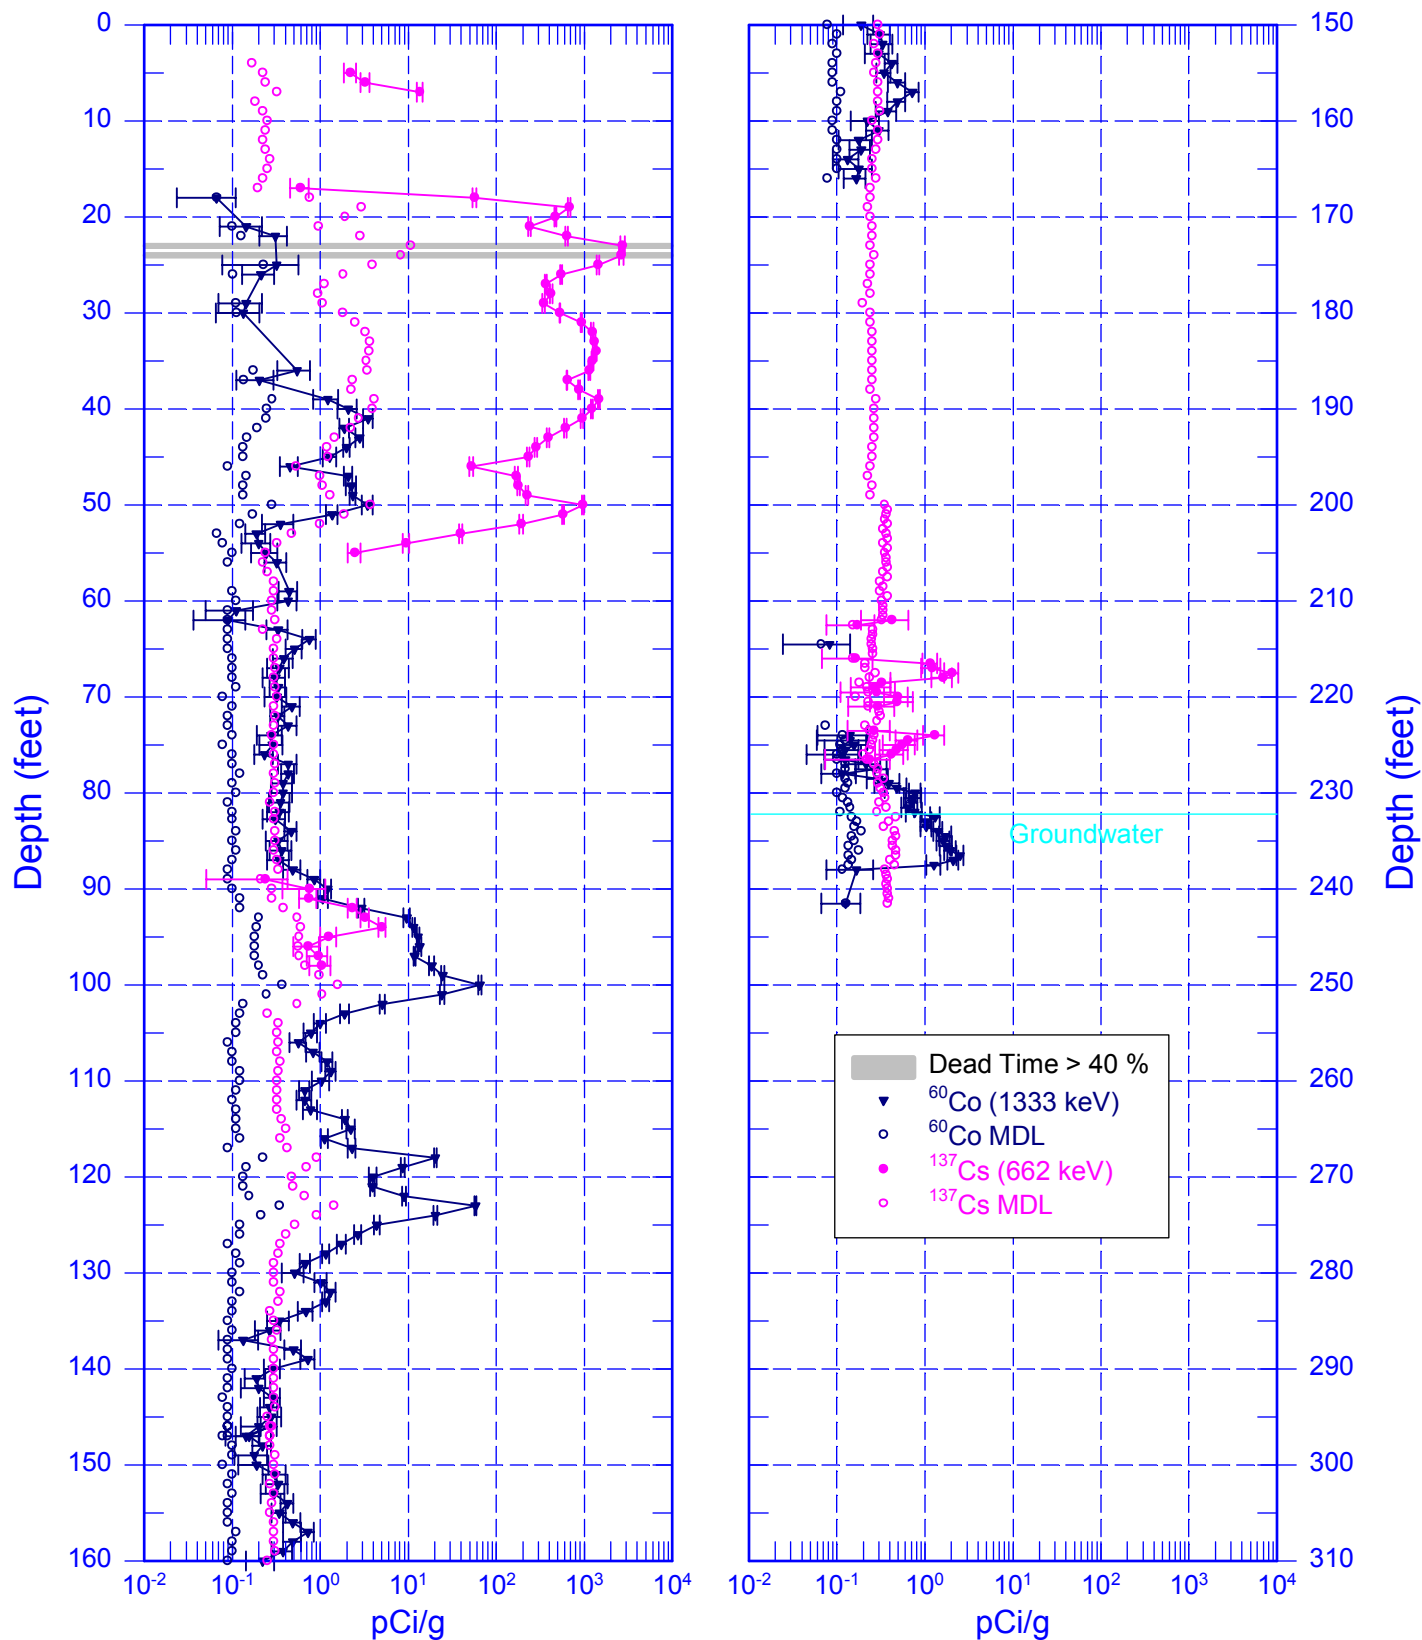 Depth (feet)
0
10
20
30
40
50
60
70
80
90
100
110
120
130
140
150
160
10⁻² 10⁻¹ 10⁰ 10¹ 10² 10³ 10⁴
pCi/g
150
160
170
180
190
200
210
220
230
240
250
260
270
280
290
300
310
Depth (feet)
Groundwater
Dead Time > 40 %
⁶⁰Co (1333 keV)
⁶⁰Co MDL
¹³⁷Cs (662 keV)
¹³⁷Cs MDL
10⁻² 10⁻¹ 10⁰ 10¹ 10² 10³ 10⁴
pCi/g